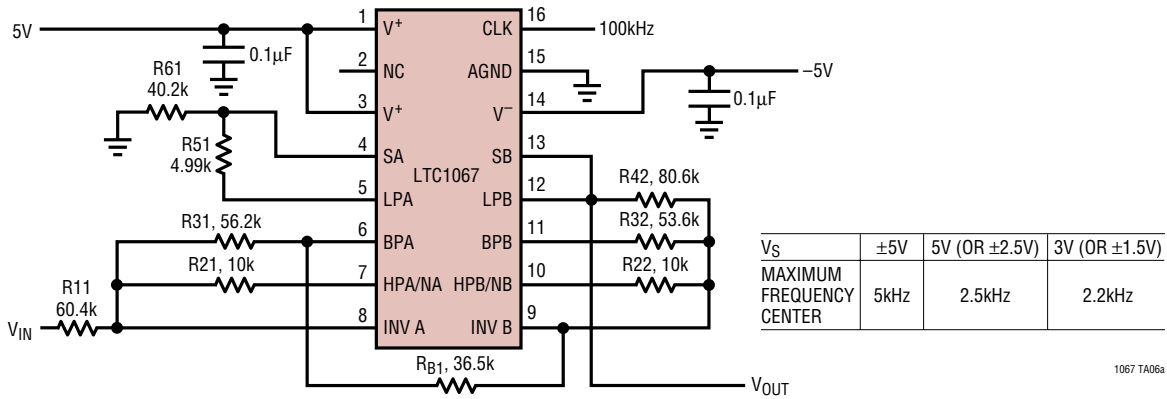 5V
0.1µF
R61
40.2k
R51
4.99k
R31, 56.2k
R21, 10k
R11
60.4k
VIN
1
V+
2
NC
3
V+
4
SA
5
LPA
6
BPA
7
HPA/NA
8
INV A
LTC1067
16
CLK
100kHz
15
AGND
14
V−
–5V
0.1µF
13
SB
12
LPB
11
BPB
10
HPB/NB
9
INV B
R42, 80.6k
R32, 53.6k
R22, 10k
RB1, 36.5k
VOUT
VS ±5V 5V (OR ±2.5V) 3V (OR ±1.5V)
MAXIMUM
FREQUENCY 5kHz 2.5kHz 2.2kHz
CENTER
1067 TA06a